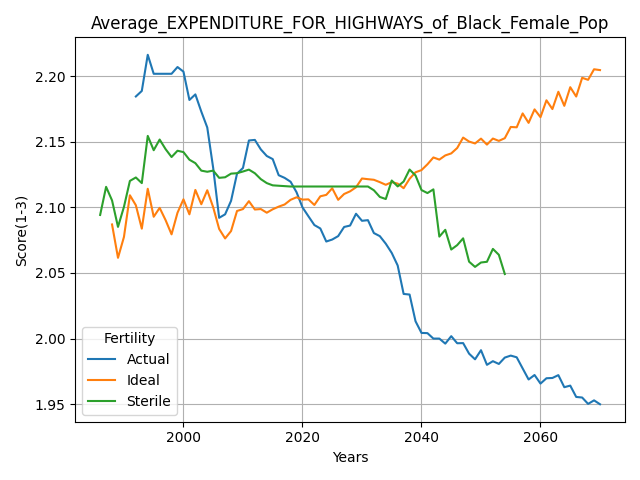 Average_EXPENDITURE_FOR_HIGHWAYS_of_Black_Female_Pop
Score(1-3)
2.20
2.15
2.10
2.05
2.00
1.95
Fertility
Actual
Ideal
Sterile
2000
2020
2040
2060
Years